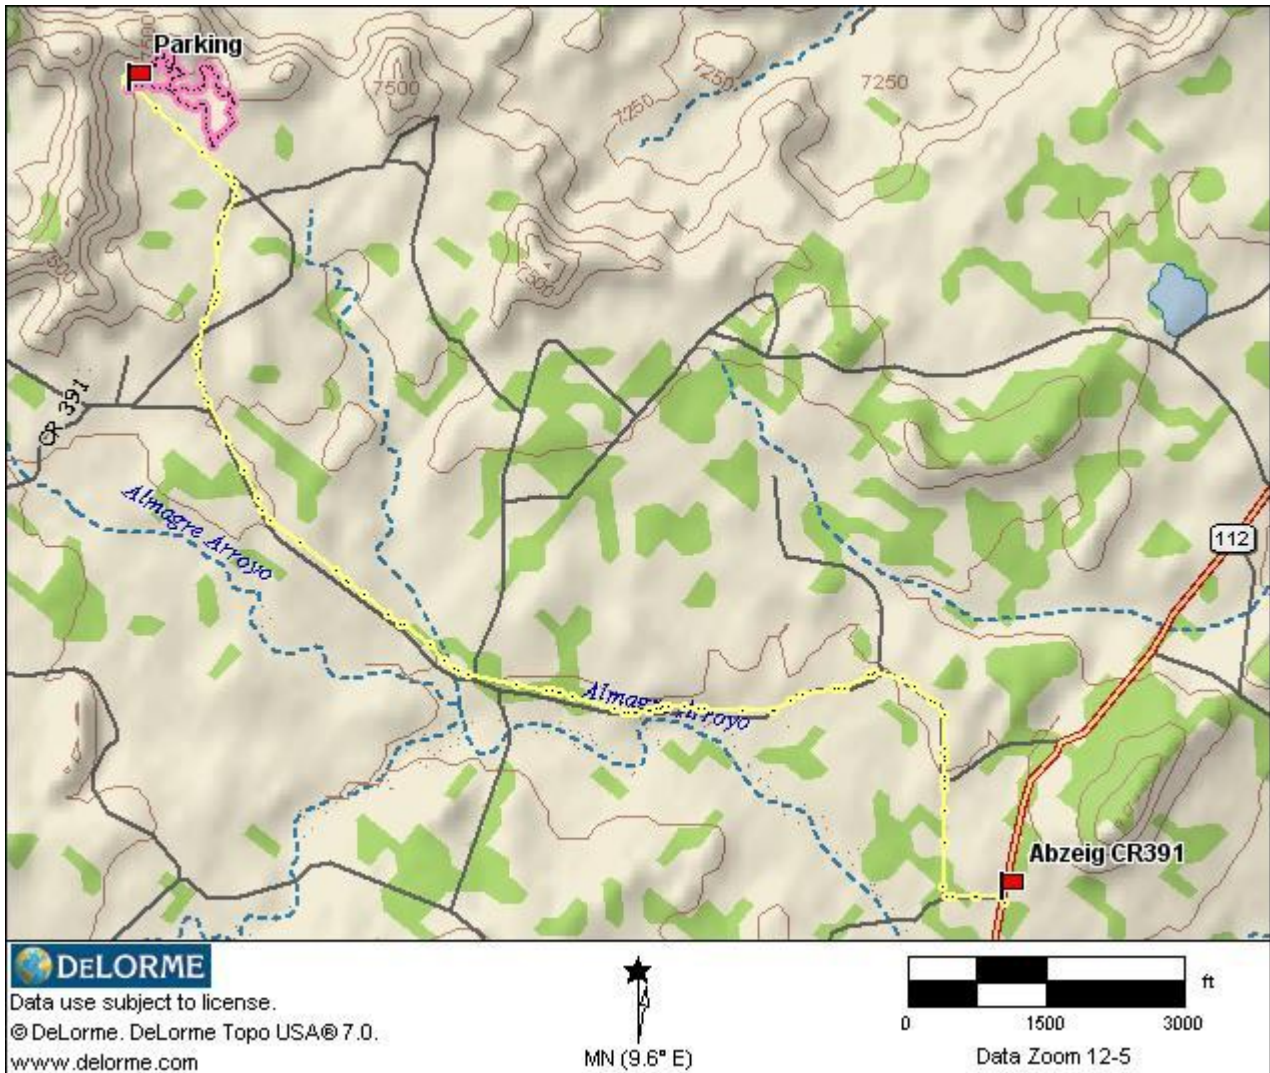 Parking
7500
7250
7250
7250
7500
CR 391
Almagre Arroyo
112
Almagre Arroyo
Abzeig CR391
DELORME
Data use subject to license.
© DeLorme. DeLorme Topo USA® 7.0.
www.delorme.com
MN (9.6° E)
ft
0 1500 3000
Data Zoom 12-5